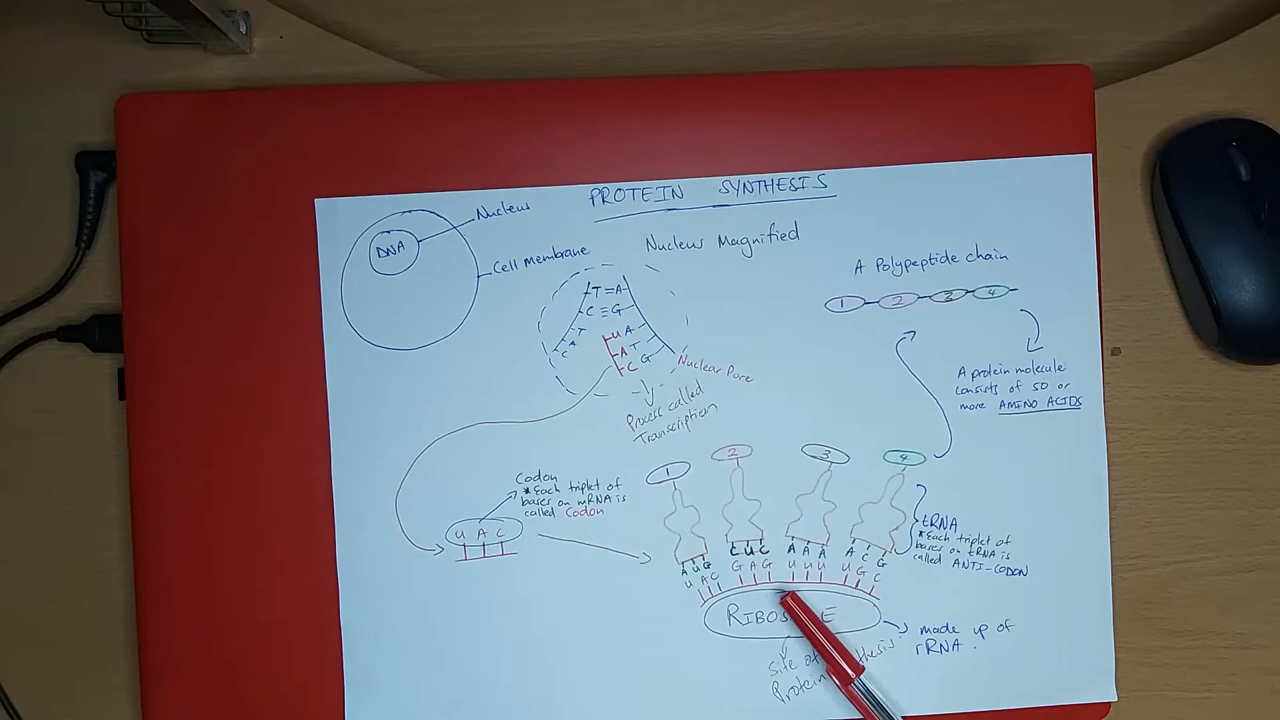 PROTEIN SYNTHESIS
Nucleus
DNA
Cell Membrane
Nucleus Magnified
T=A
C≡G
T
A
C
U A
A T
C G
Nuclear Pore
Process called
Transcription
A Polypeptide chain
1 2 3 4
A protein molecule
consists of 50 or
more AMINO ACIDS
Codon
* Each triplet of
bases on mRNA is
called Codon
U A C
1 2 3 4
tRNA
* Each triplet of
bases on tRNA is
called ANTI-CODON
A U G C U C A A A A C G
U A C G A G U U U U G C
RIBOS E
made up of
rRNA.
Site of
Protein